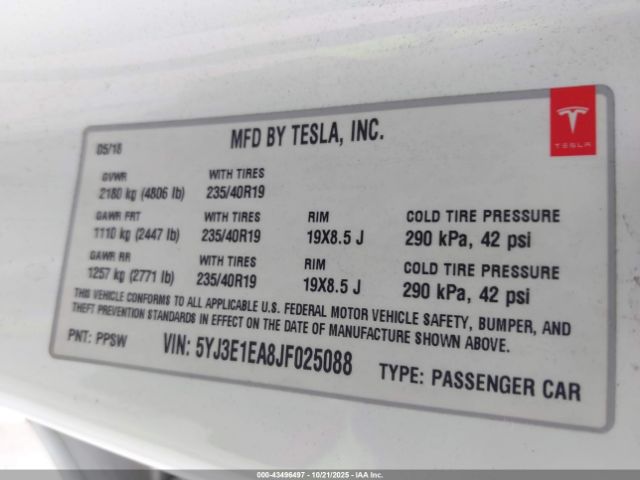 TESLA
MFD BY TESLA, INC.
05/18
GVWR WITH TIRES
2180 kg (4806 lb) 235/40R19
GAWR FRT WITH TIRES RIM COLD TIRE PRESSURE
1110 kg (2447 lb) 235/40R19 19X8.5 J 290 kPa, 42 psi
GAWR RR WITH TIRES RIM COLD TIRE PRESSURE
1257 kg (2771 lb) 235/40R19 19X8.5 J 290 kPa, 42 psi
THIS VEHICLE CONFORMS TO ALL APPLICABLE U.S. FEDERAL MOTOR VEHICLE SAFETY, BUMPER, AND
THEFT PREVENTION STANDARDS IN EFFECT ON THE DATE OF MANUFACTURE SHOWN ABOVE.
PNT: PPSW VIN: 5YJ3E1EA8JF025088 TYPE: PASSENGER CAR
000-43496497 - 10/21/2025 - IAA Corp.